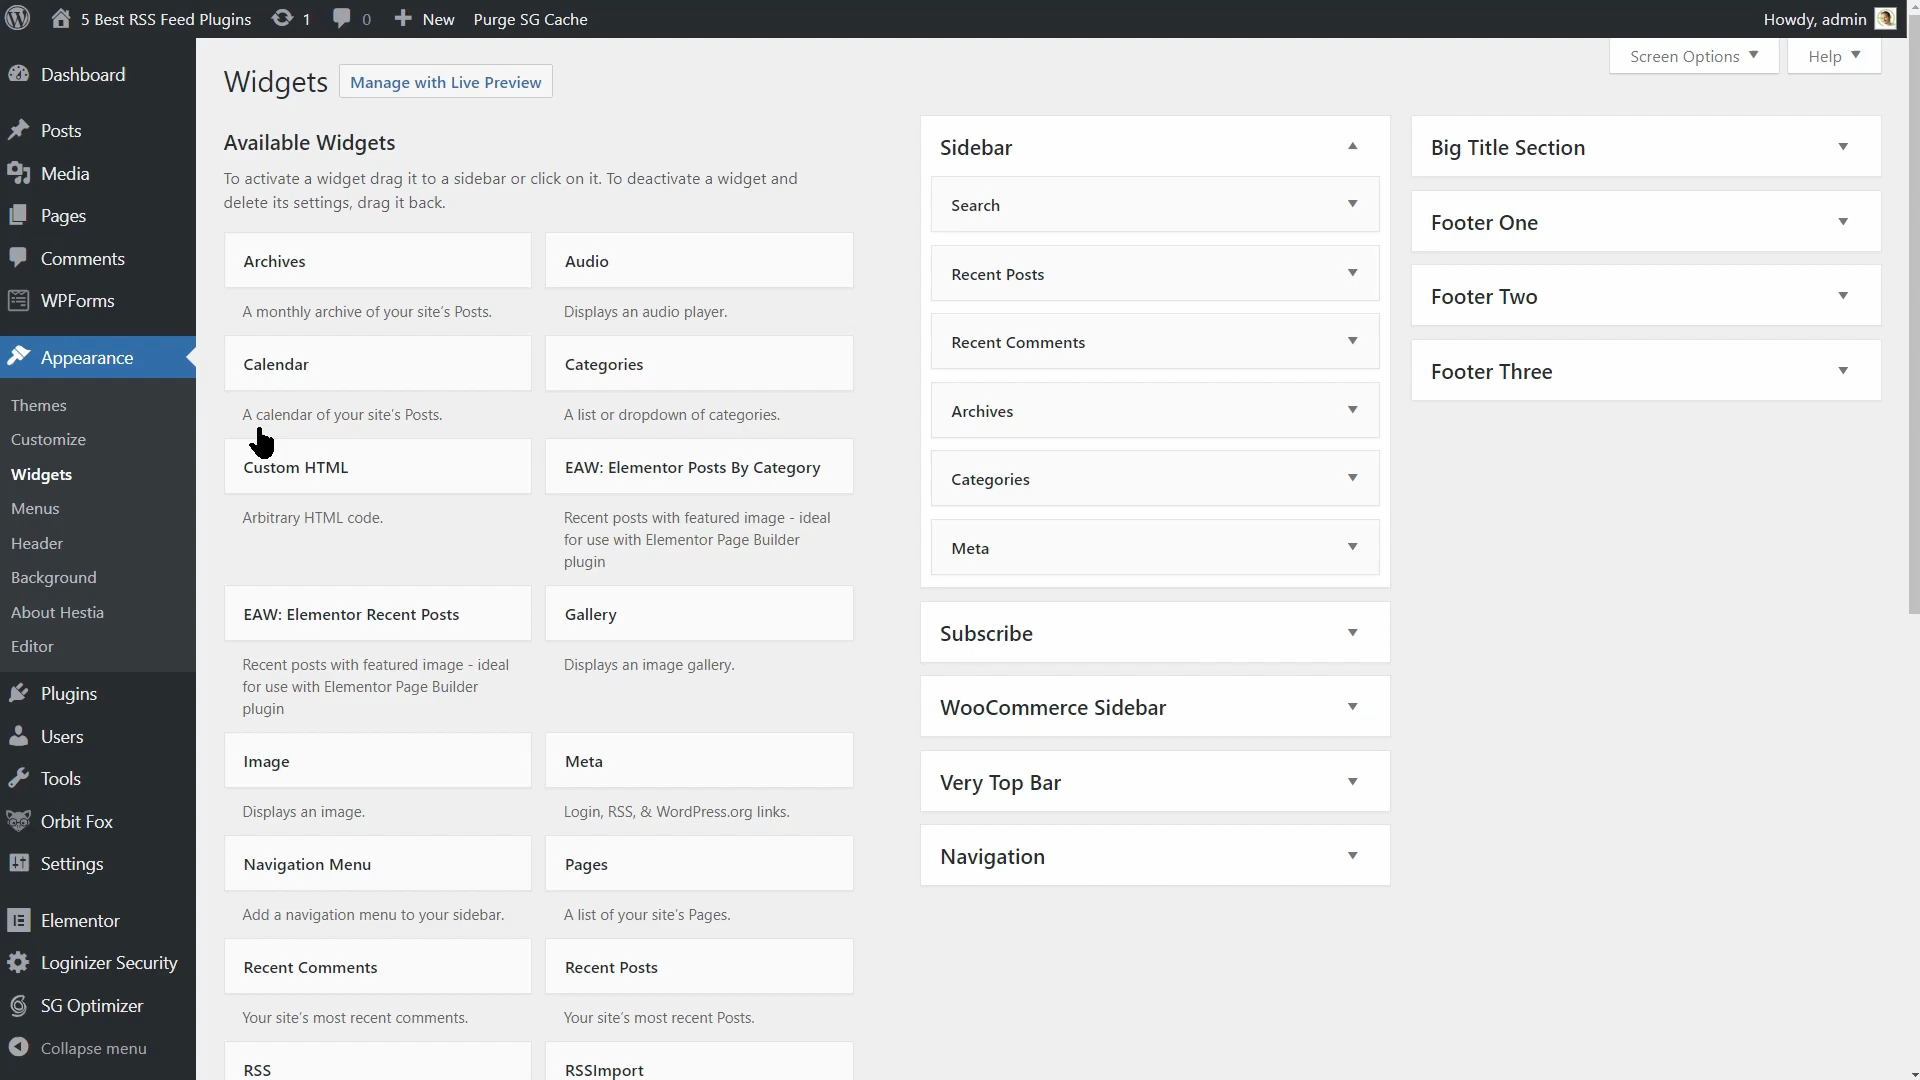 5 Best RSS Feed Plugins 1 0 New Purge SG Cache Howdy, admin
Dashboard
Posts
Media
Pages
Comments
WPForms
Appearance
Themes
Customize
Widgets
Menus
Header
Background
About Hestia
Editor
Plugins
Users
Tools
Orbit Fox
Settings
Elementor
Loginizer Security
SG Optimizer
Collapse menu
Screen Options Help
Widgets Manage with Live Preview
Available Widgets
To activate a widget drag it to a sidebar or click on it. To deactivate a widget and
delete its settings, drag it back.
Archives Audio
A monthly archive of your site's Posts. Displays an audio player.
Calendar Categories
A calendar of your site's Posts. A list or dropdown of categories.
Custom HTML EAW: Elementor Posts By Category
Arbitrary HTML code. Recent posts with featured image - ideal
for use with Elementor Page Builder
plugin
EAW: Elementor Recent Posts Gallery
Recent posts with featured image - ideal Displays an image gallery.
for use with Elementor Page Builder
plugin
Image Meta
Displays an image. Login, RSS, & WordPress.org links.
Navigation Menu Pages
Add a navigation menu to your sidebar. A list of your site's Pages.
Recent Comments Recent Posts
Your site's most recent comments. Your site's most recent Posts.
RSS RSSImport
Sidebar
Search
Recent Posts
Recent Comments
Archives
Categories
Meta
Subscribe
WooCommerce Sidebar
Very Top Bar
Navigation
Big Title Section
Footer One
Footer Two
Footer Three